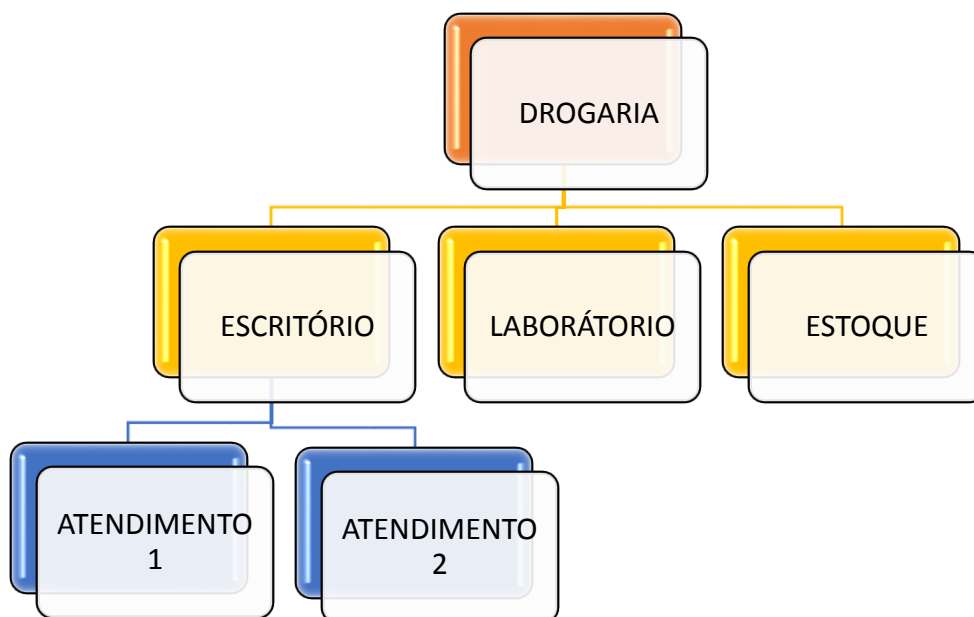 DROGARIA
ESCRITÓRIO
LABORÁTORIO
ESTOQUE
ATENDIMENTO
1
ATENDIMENTO
2